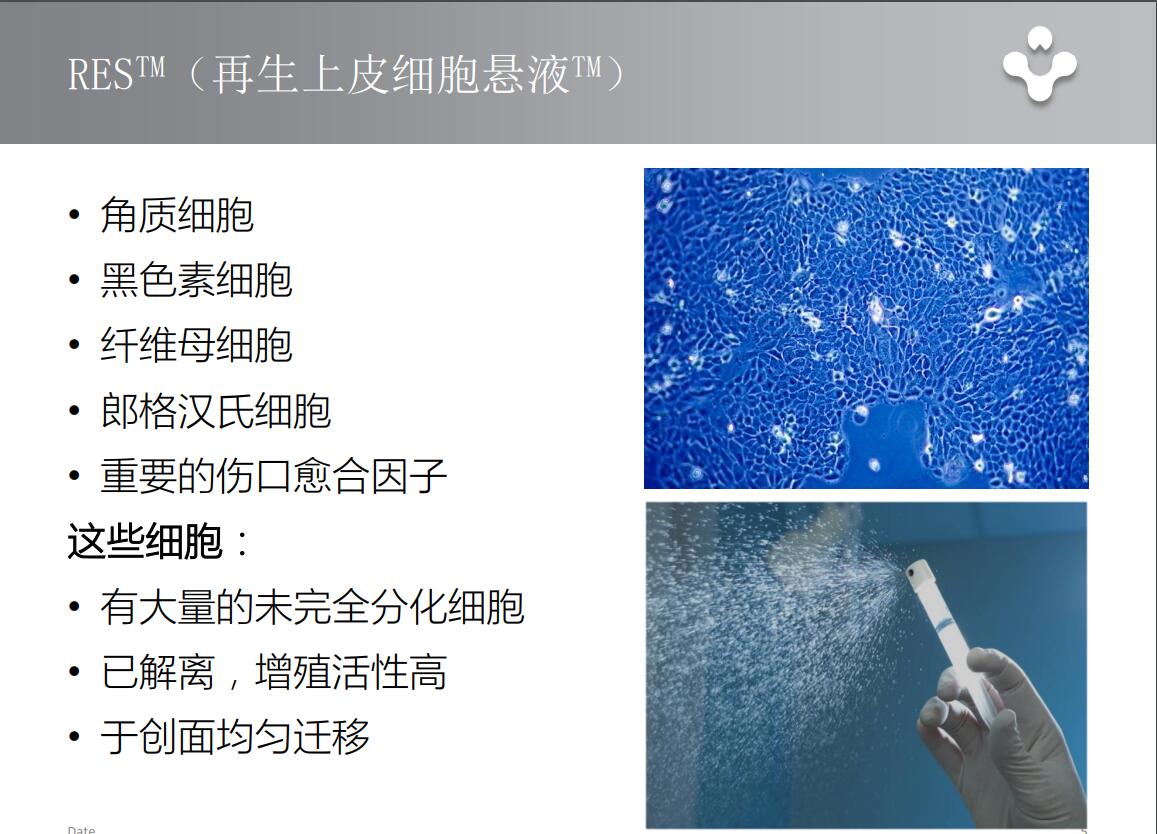 RES™（再生上皮细胞悬液™）
• 角质细胞
• 黑色素细胞
• 纤维母细胞
• 郎格汉氏细胞
• 重要的伤口愈合因子
这些细胞：
• 有大量的未完全分化细胞
• 已解离，增殖活性高
• 于创面均匀迁移
Date
5